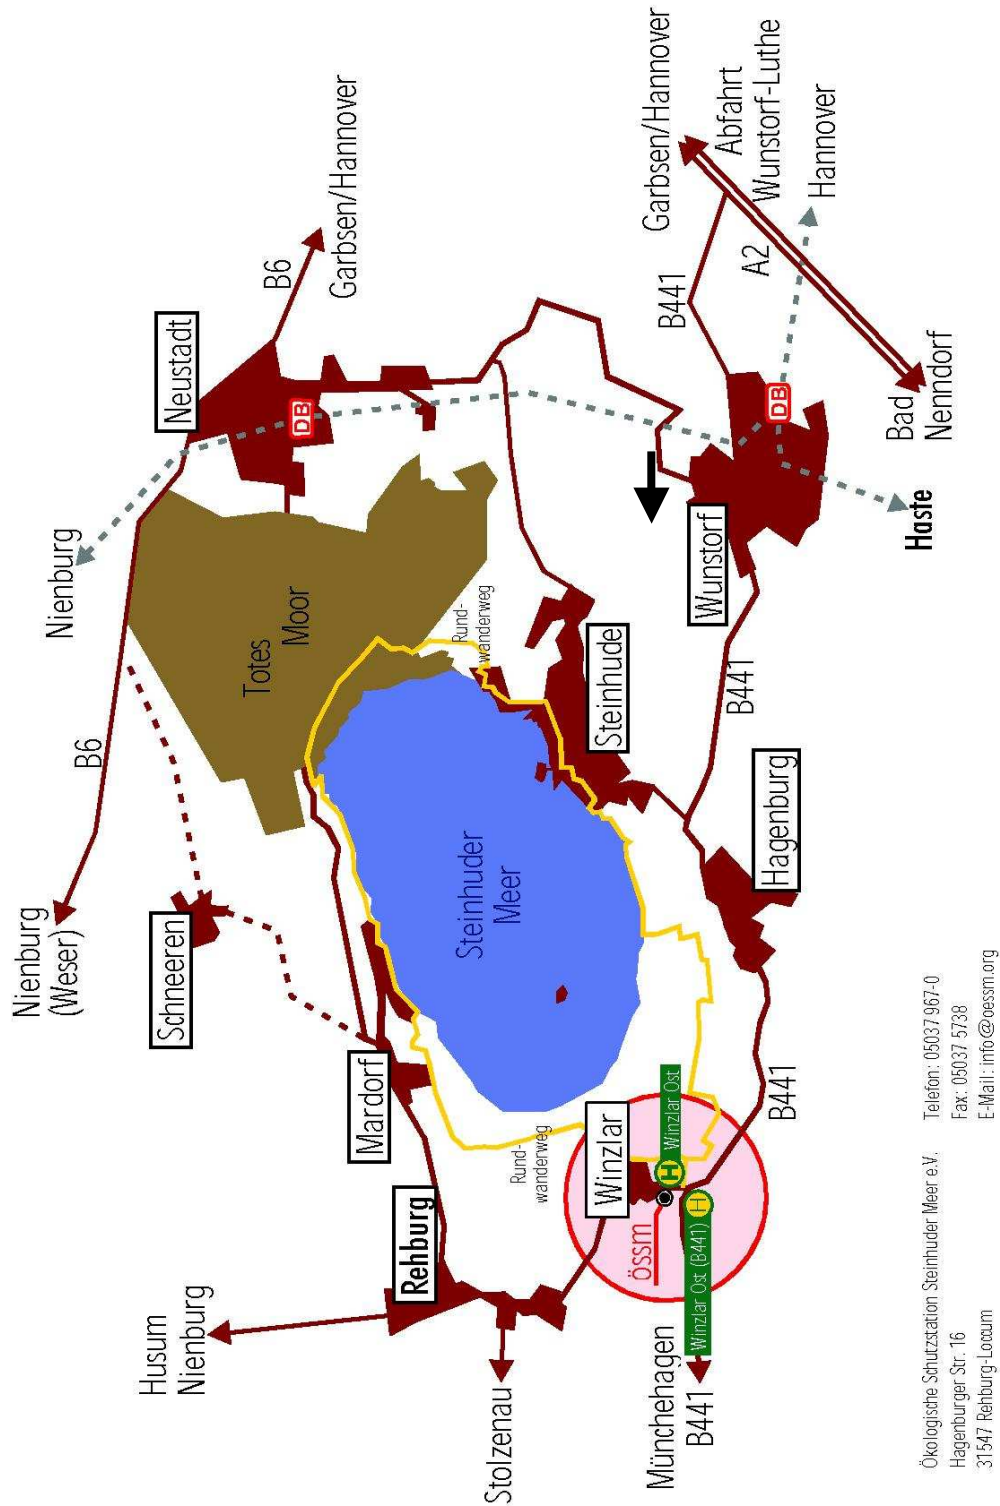 Husum
Nienburg
Nienburg
(Weser)
B6
Nienburg
Schneeren
Neustadt
B6
Garbsen/Hannover
DB
Totes
Moor
Mardorf
Rehburg
Stolzenau
Steinhuder
Meer
Rund-
wanderweg
Rund-
wanderweg
Steinhude
Winzlar
ÖSSM
H
Winzlar Ost
Winzlar Ost (B441)
H
Münchehagen
B441
B441
Hagenburg
B441
Wunstorf
DB
B441
Garbsen/Hannover
Abfahrt
Wunstorf-Luthe
A2
Hannover
Bad
Nenndorf
Haste
Ökologische Schutzstation Steinhuder Meer e.V.
Hagenburger Str. 16
31547 Rehburg-Loccum
Telefon: 05037 967-0
Fax: 05037 5738
E-Mail: info@oessm.org